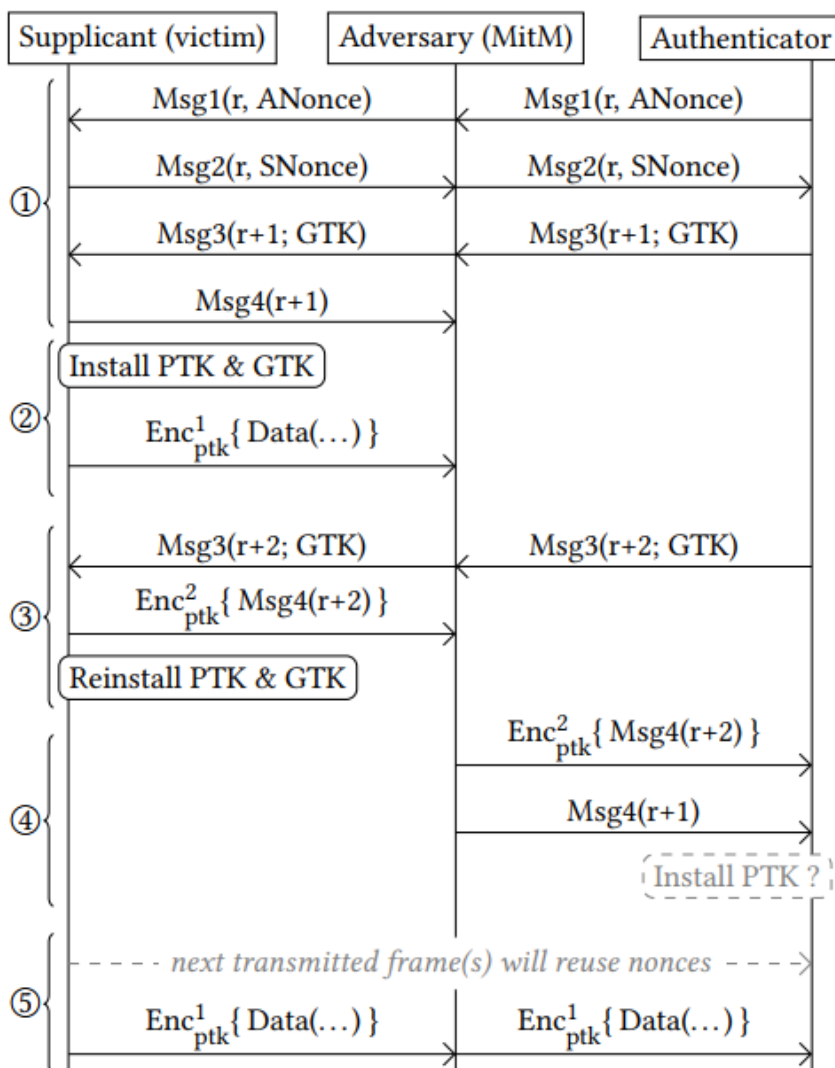 Supplicant (victim) Adversary (MitM) Authenticator
Msg1(r, ANonce) Msg1(r, ANonce)
Msg2(r, SNonce) Msg2(r, SNonce)
①
Msg3(r+1; GTK) Msg3(r+1; GTK)
Msg4(r+1)
Install PTK & GTK
②
Enc¹ptk{ Data(…) }
Msg3(r+2; GTK) Msg3(r+2; GTK)
Enc²ptk{ Msg4(r+2) }
③
Reinstall PTK & GTK
Enc²ptk{ Msg4(r+2) }
④
Msg4(r+1)
Install PTK ?
next transmitted frame(s) will reuse nonces
⑤
Enc¹ptk{ Data(…) } Enc¹ptk{ Data(…) }